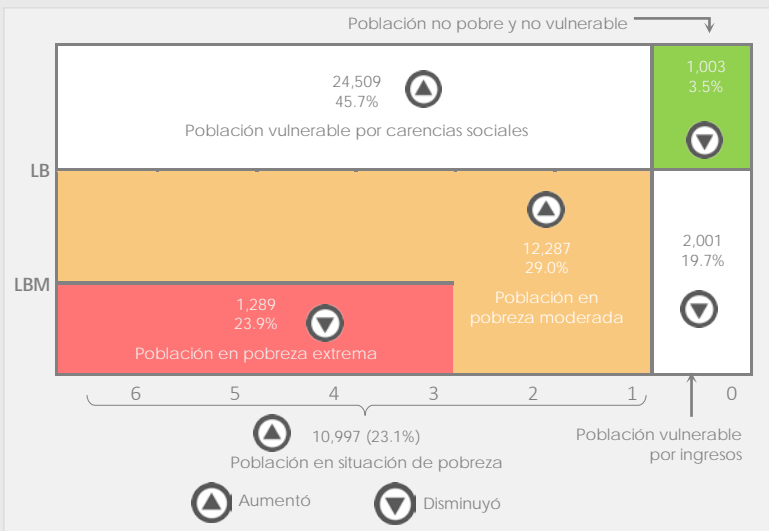 Población no pobre y no vulnerable
24,509
45.7%
Población vulnerable por carencias sociales
1,003
3.5%
LB
12,287
29.0%
Población en
pobreza moderada
2,001
19.7%
LBM
1,289
23.9%
Población en pobreza extrema
6 5 4 3 2 1 0
10,997 (23.1%)
Población en situación de pobreza
Población vulnerable
por ingresos
Aumentó
Disminuyó